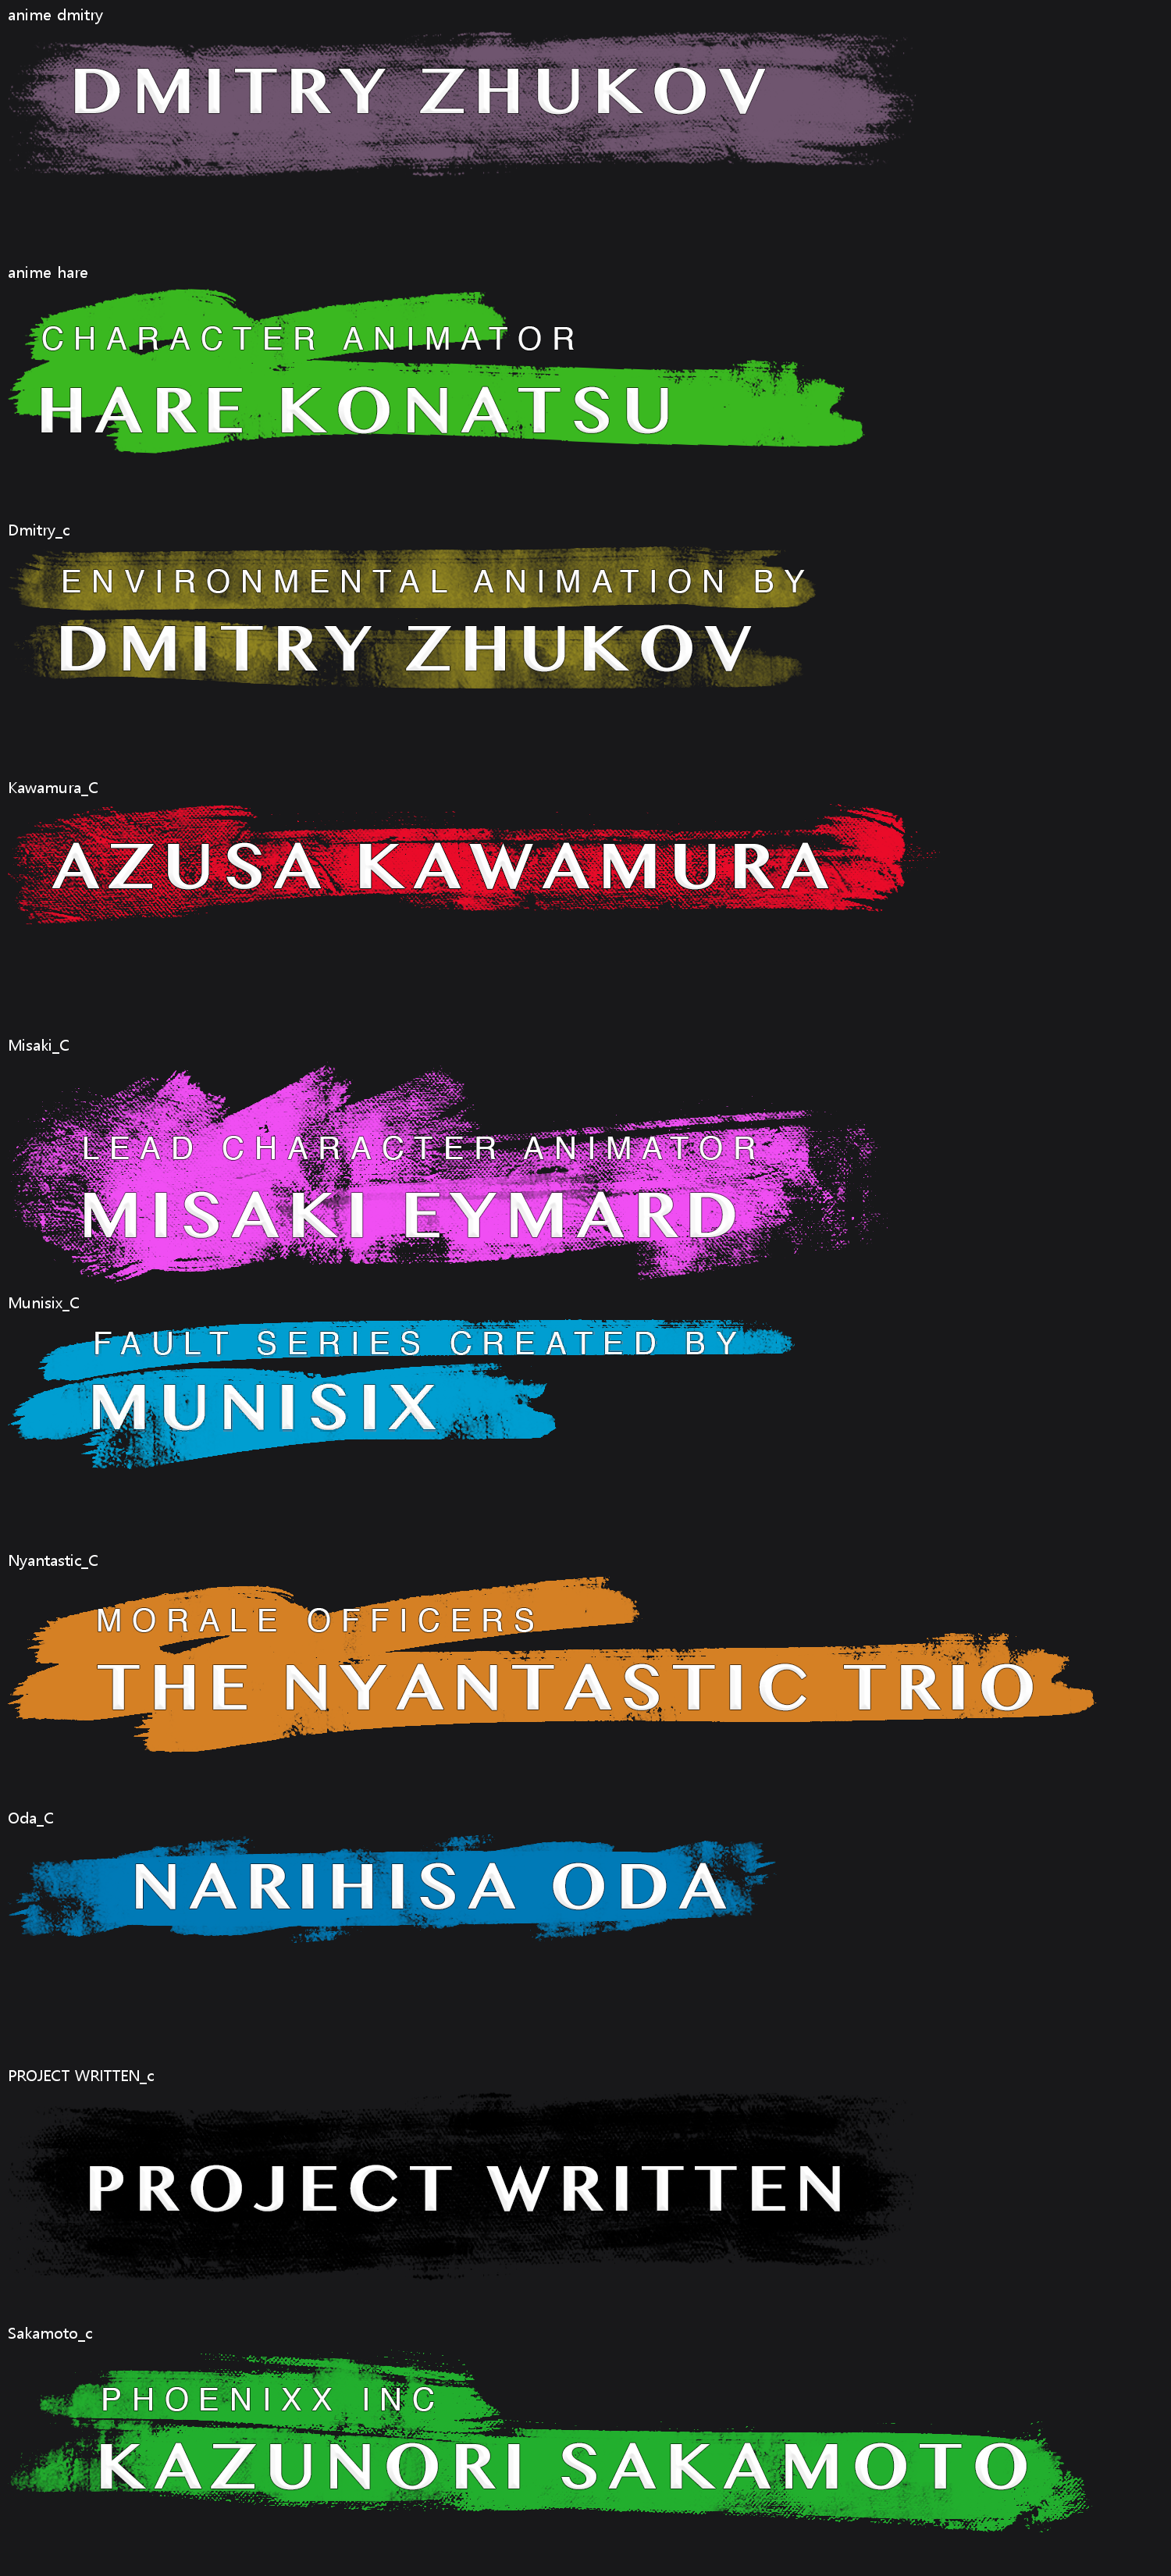 anime dmitry
DMITRY ZHUKOV
anime hare
CHARACTER ANIMATOR
HARE KONATSU
Dmitry_c
ENVIRONMENTAL ANIMATION BY
DMITRY ZHUKOV
Kawamura_C
AZUSA KAWAMURA
Misaki_C
LEAD CHARACTER ANIMATOR
MISAKI EYMARD
Munisix_C
FAULT SERIES CREATED BY
MUNISIX
Nyantastic_C
MORALE OFFICERS
THE NYANTASTIC TRIO
Oda_C
NARIHISA ODA
PROJECT WRITTEN_c
PROJECT WRITTEN
Sakamoto_c
PHOENIXX INC
KAZUNORI SAKAMOTO